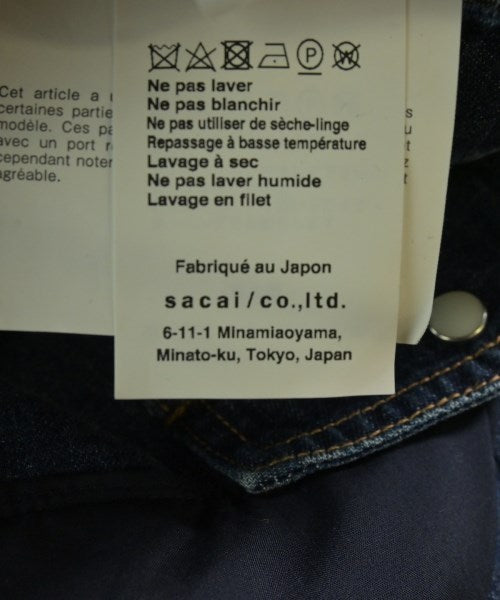 Ne pas laver
Ne pas blanchir
Ne pas utiliser de sèche-linge
Repassage à basse température
Lavage à sec
Ne pas laver humide
Lavage en filet
Fabriqué au Japon
sacai/co.,ltd.
6-11-1 Minamiaoyama,
Minato-ku, Tokyo, Japan
Cet article a
certaines partie
modèle. Ces
avec un port
cependant noter
agréable.